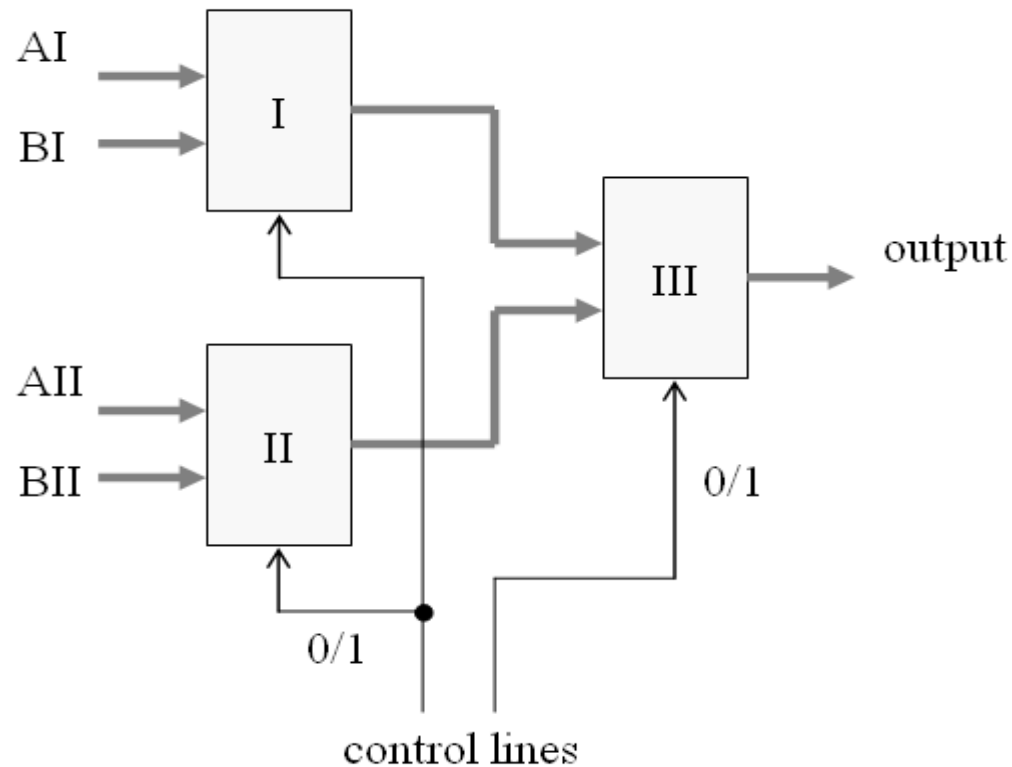 AI
BI
I
III
output
AII
BII
II
0/1
0/1
control lines